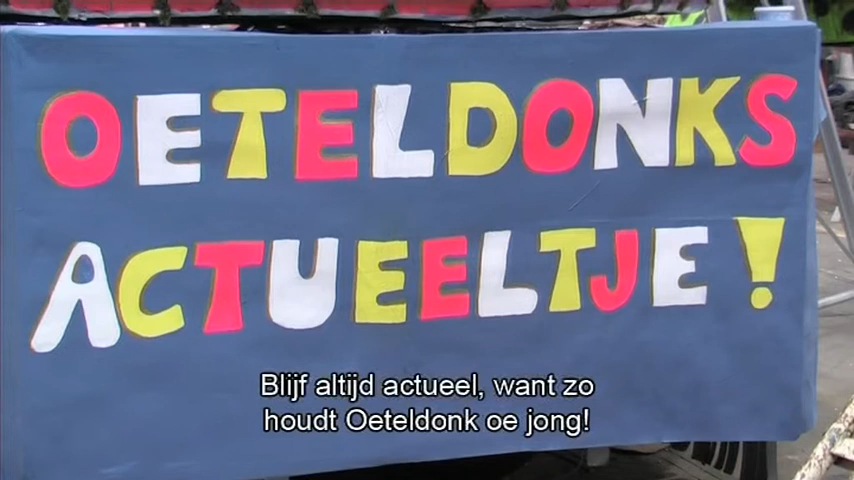 OETELDONKS
ACTUEELTJE!
Blijf altijd actueel, want zo
houdt Oeteldonk oe jong!